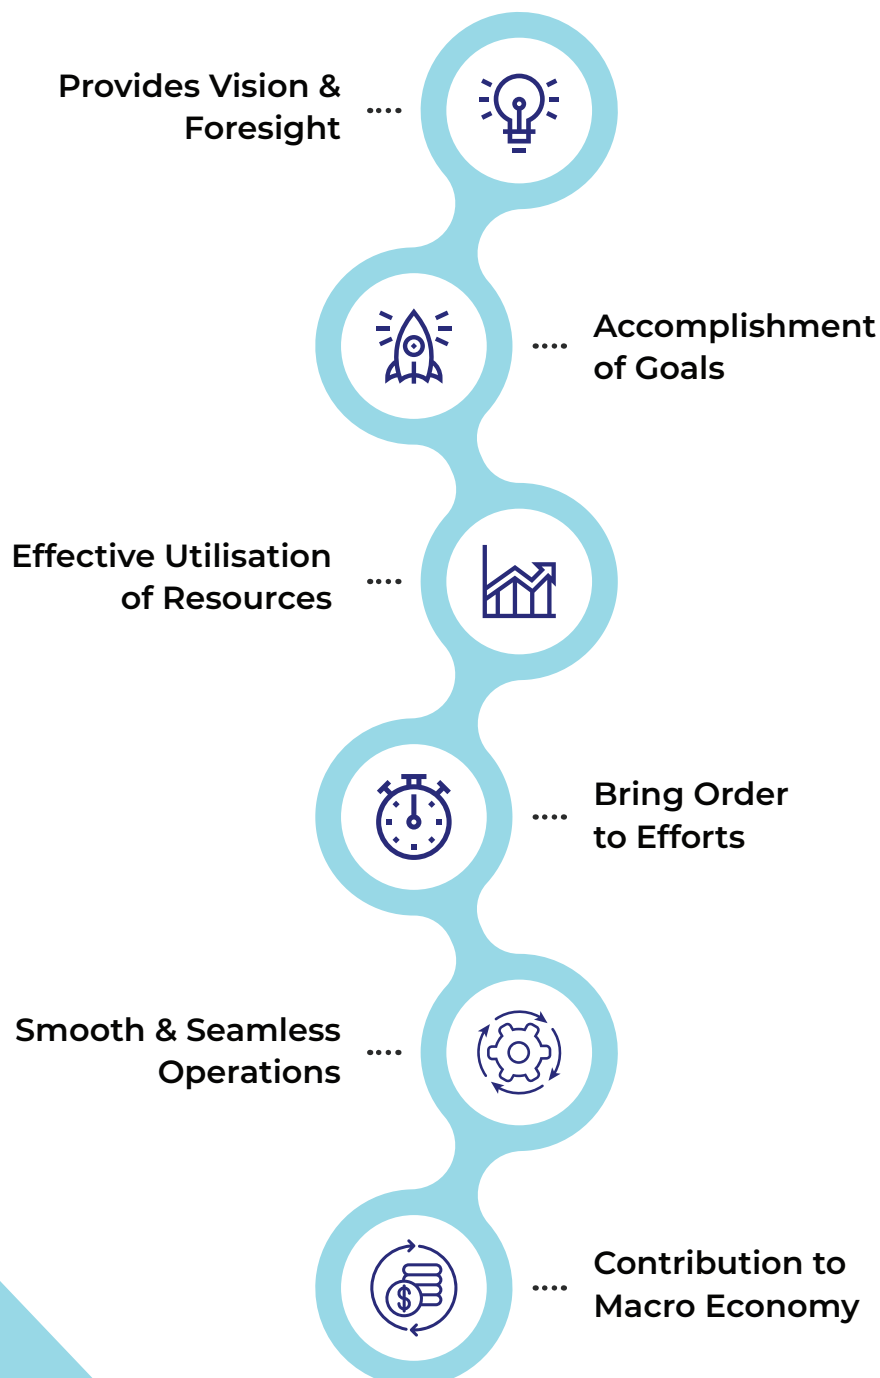 Provides Vision &
Foresight
Accomplishment
of Goals
Effective Utilisation
of Resources
Bring Order
to Efforts
Smooth & Seamless
Operations
Contribution to
Macro Economy
$